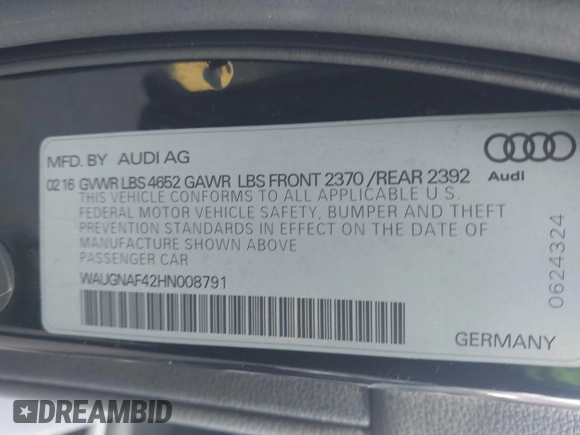 MFD. BY AUDI AG
02 16 GVWR LBS 4652 GAWR LBS FRONT 2370 /REAR 2392
Audi
THIS VEHICLE CONFORMS TO ALL APPLICABLE U.S.
FEDERAL MOTOR VEHICLE SAFETY, BUMPER AND THEFT
PREVENTION STANDARDS IN EFFECT ON THE DATE OF
MANUFACTURE SHOWN ABOVE
PASSENGER CAR
WAUGNAF42HN008791
0624324
GERMANY
DREAMBID